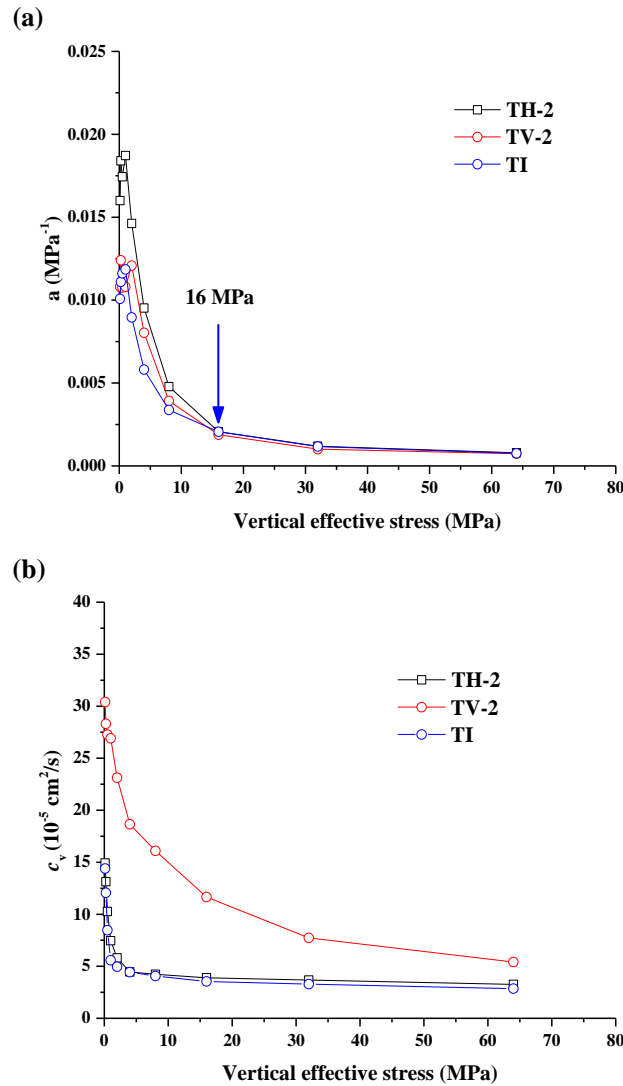 (a)
0.025
0.020
0.015
0.010
0.005
0.000
a (MPa⁻¹)
TH-2
TV-2
TI
16 MPa
0 10 20 30 40 50 60 70 80
Vertical effective stress (MPa)
(b)
40
35
30
25
20
15
10
5
0
cᵥ (10⁻⁵ cm²/s)
TH-2
TV-2
TI
0 10 20 30 40 50 60 70 80
Vertical effective stress (MPa)